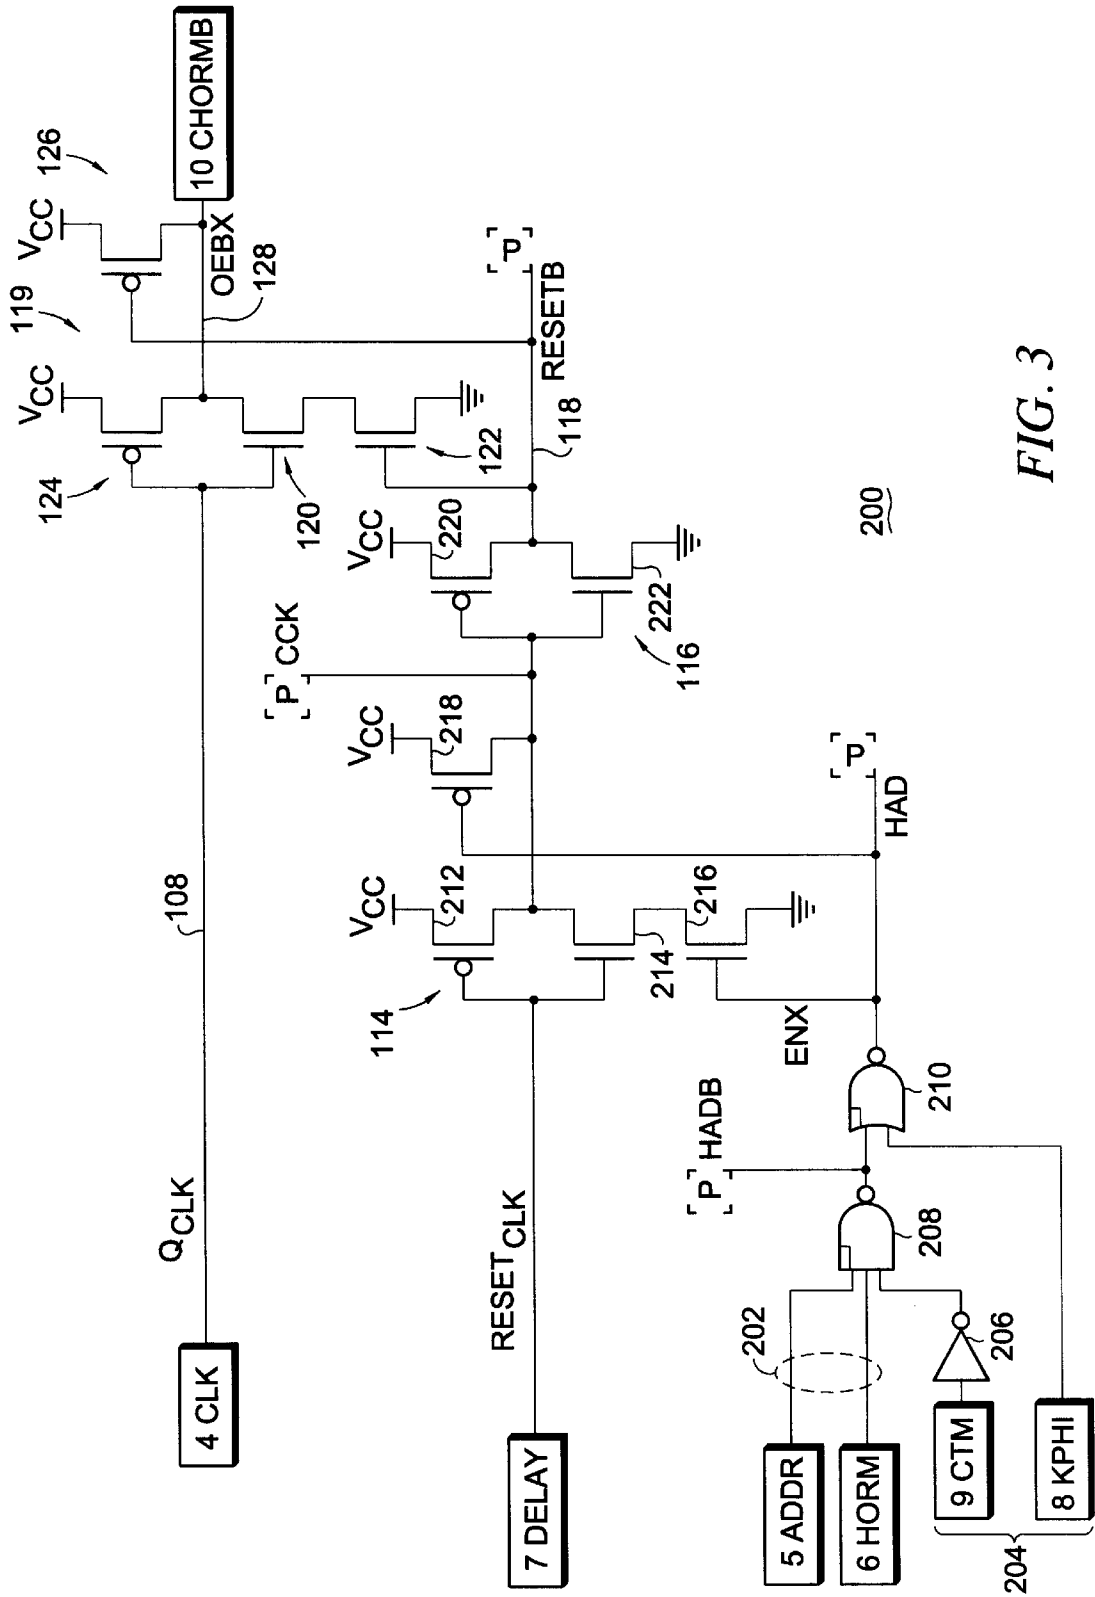 119
126
VCC
VCC
124
10 CHORMB
OEBX
128
120
122
4 CLK
QCLK
108
[P]
RESETB
118
VCC
220
222
116
[P] CCK
VCC
218
VCC
212
114
214
216
7 DELAY
RESETCLK
[P]
HAD
ENX
210
[P] HADB
208
202
206
5 ADDR
6 HORM
9 CTM
8 KPHI
204
200
FIG. 3